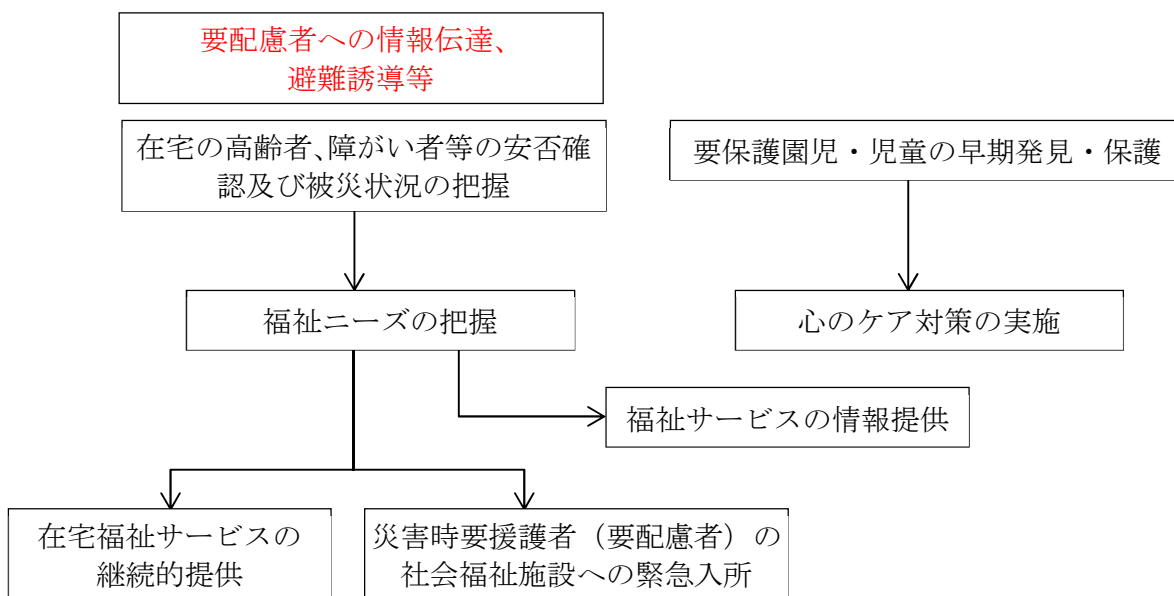 要配慮者への情報伝達、
避難誘導等
在宅の高齢者、障がい者等の安否確
認及び被災状況の把握
要保護園児・児童の早期発見・保護
福祉ニーズの把握
心のケア対策の実施
福祉サービスの情報提供
在宅福祉サービスの
継続的提供
災害時要援護者（要配慮者）の
社会福祉施設への緊急入所